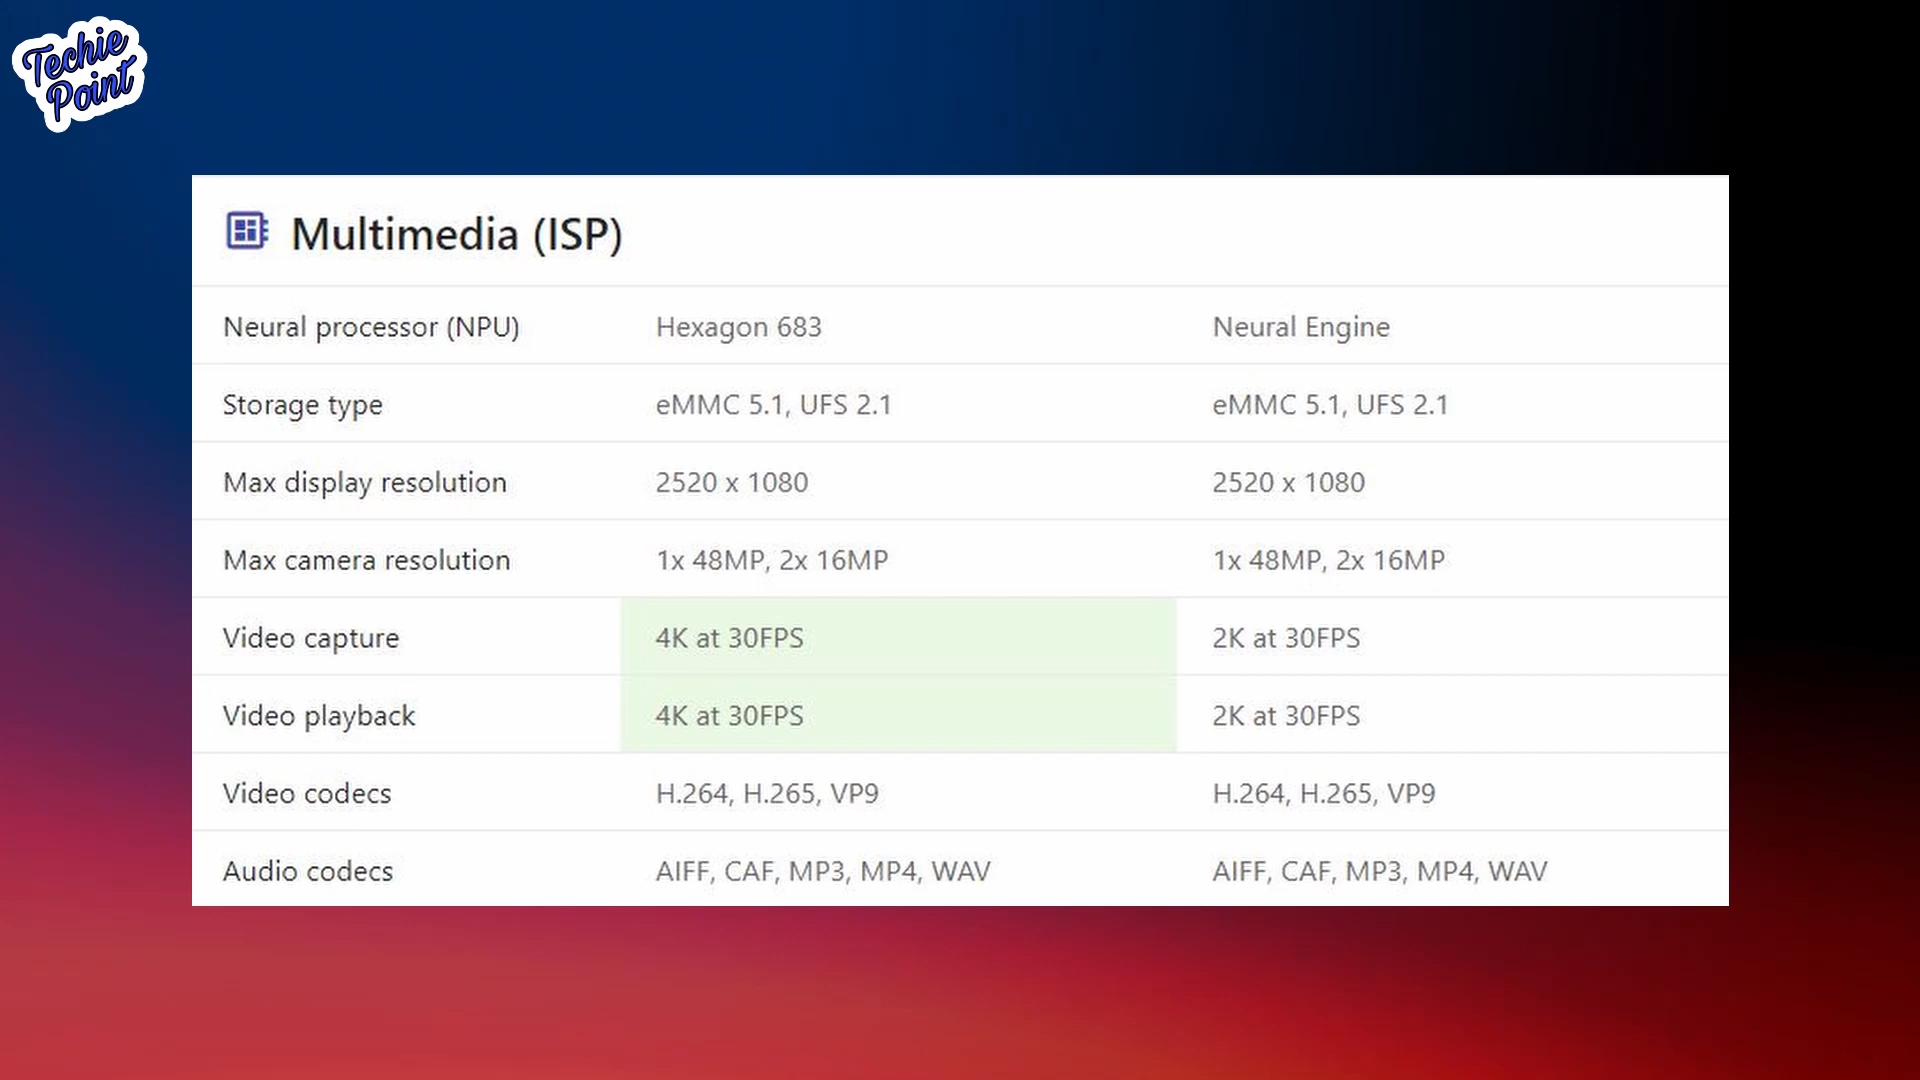 Techie
Point
Multimedia (ISP)
Neural processor (NPU) Hexagon 683 Neural Engine
Storage type eMMC 5.1, UFS 2.1 eMMC 5.1, UFS 2.1
Max display resolution 2520 x 1080 2520 x 1080
Max camera resolution 1x 48MP, 2x 16MP 1x 48MP, 2x 16MP
Video capture 4K at 30FPS 2K at 30FPS
Video playback 4K at 30FPS 2K at 30FPS
Video codecs H.264, H.265, VP9 H.264, H.265, VP9
Audio codecs AIFF, CAF, MP3, MP4, WAV AIFF, CAF, MP3, MP4, WAV